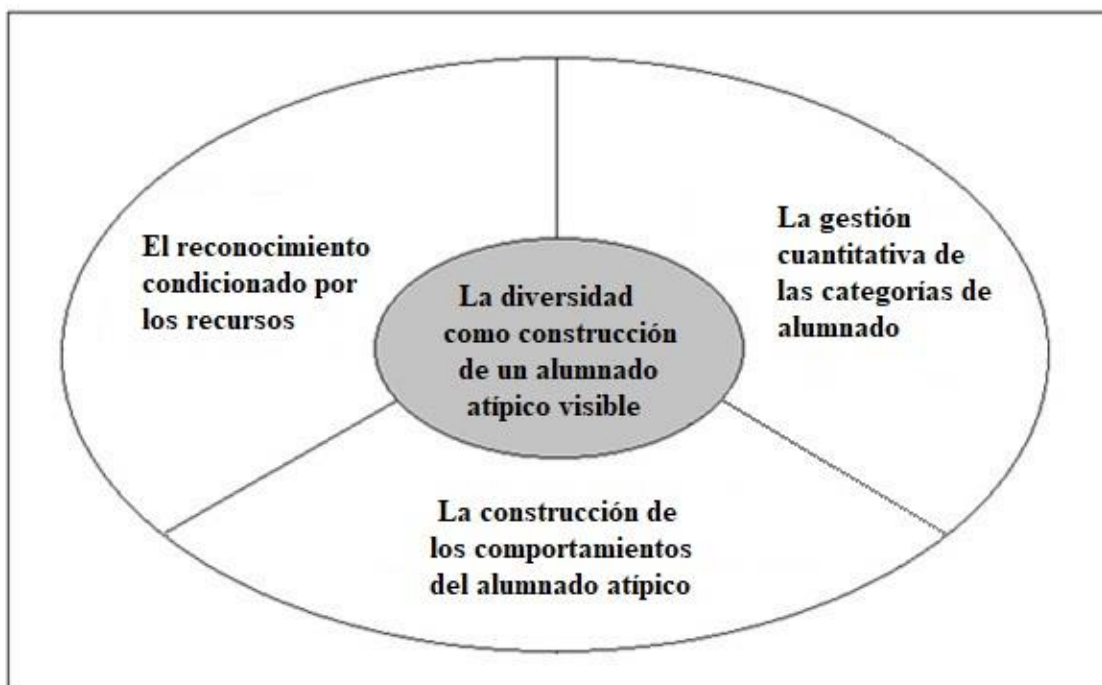 El reconocimiento
condicionado por
los recursos
La gestión
cuantitativa de
las categorías de
alumnado
La diversidad
como construcción
de un alumnado
atípico visible
La construcción de
los comportamientos
del alumnado atípico